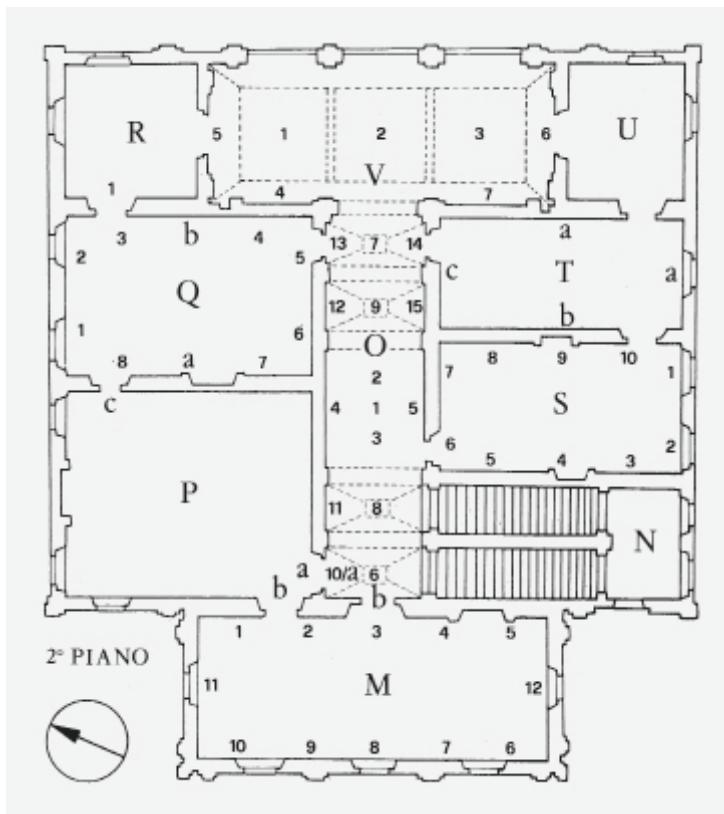 R 5 1 2 3 6 U
V
1 4 7
3 b 4 13 7 14 a
2 5
Q c T a
12 9 15 b
1 6
O
8 a 7 2 7 8 9 10 1
c 4 1 5 S
3 6 5 4 3 2
P 11 8
N
a 10/a 6
b b
1 2 3 4 5
2° PIANO
11 M 12
10 9 8 7 6